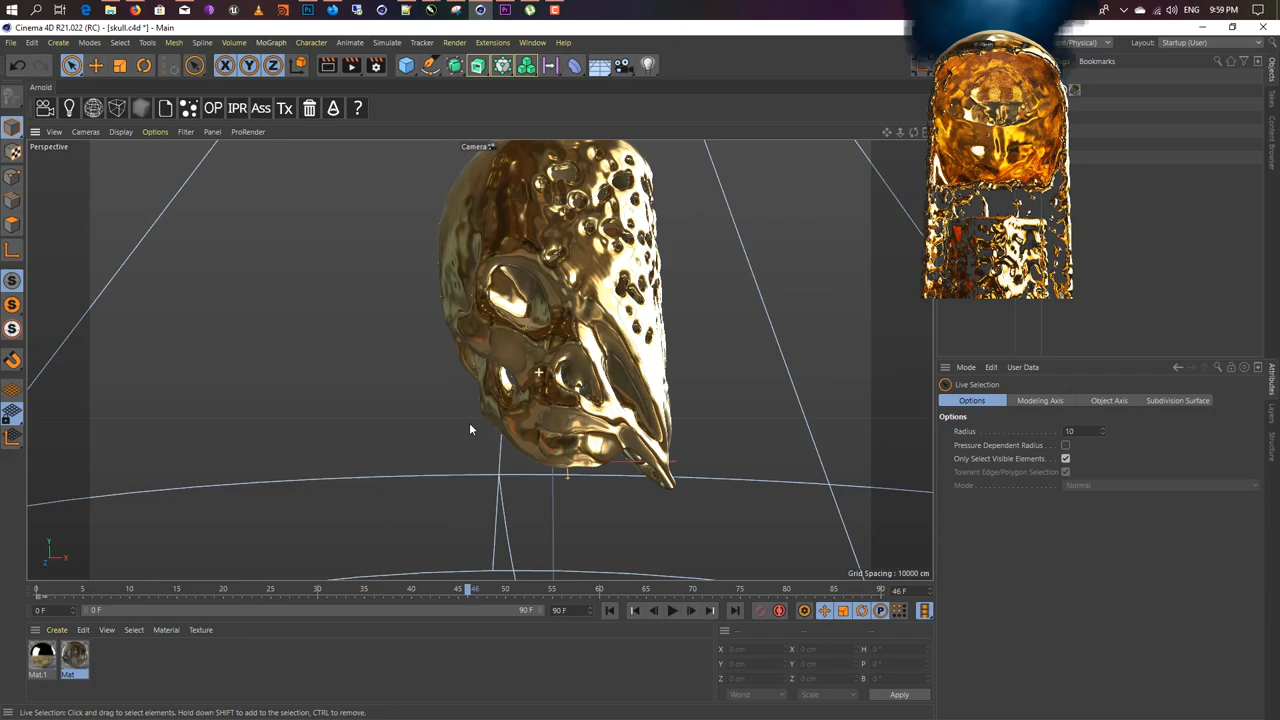 ENG 9:59 PM
Cinema 4D R21.022 (RC) - [skull.c4d *] - Main
File Edit Create Modes Select Tools Mesh Spline Volume MoGraph Character Animate Simulate Tracker Render Extensions Window Help
/Physical) Layout: Startup (User)
Bookmarks
Arnold
OP IPR Ass Tx ?
View Cameras Display Options Filter Panel ProRender
Perspective
Camera
Objects
Takes
Content Browser
Mode Edit User Data
Live Selection
Options Modeling Axis Object Axis Subdivision Surface
Options
Radius 10
Pressure Dependent Radius
Only Select Visible Elements
Tolerant Edge/Polygon Selection
Mode Normal
Attributes
Layers
Structure
Y
Z
X
Grid Spacing : 10000 cm
0 5 10 15 20 25 30 35 40 45 46 50 55 60 65 70 75 80 85 90 46 F
0 F 0 F 90 F 90 F
Create Edit View Select Material Texture
Mat.1 Mat
-- -- --
X 0 cm X 0 cm H 0 °
Y 0 cm Y 0 cm P 0 °
Z 0 cm Z 0 cm B 0 °
World Scale Apply
Live Selection: Click and drag to select elements. Hold down SHIFT to add to the selection, CTRL to remove.